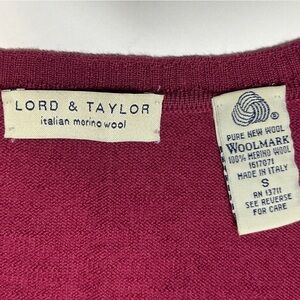 LORD & TAYLOR
italian merino wool
®
PURE NEW WOOL
WOOLMARK
100% MERINO WOOL
1517071
MADE IN ITALY
S
RN 13711
SEE REVERSE
FOR CARE